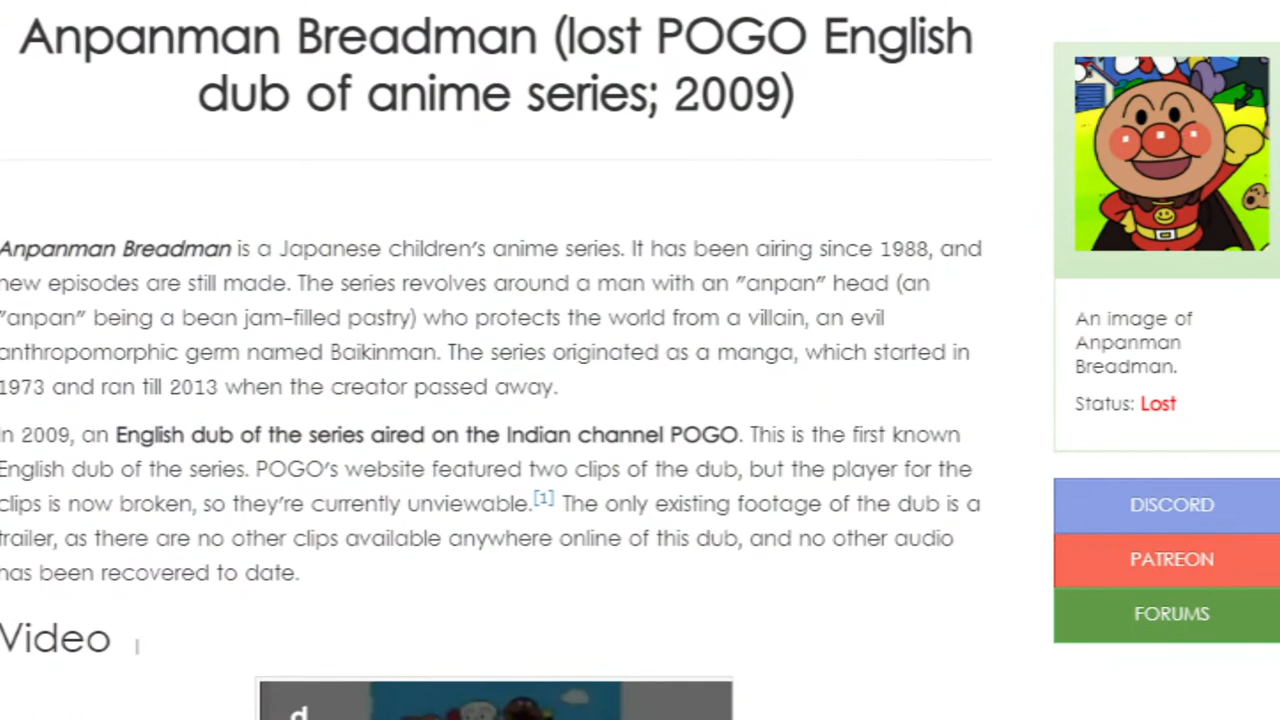 Anpanman Breadman (lost POGO English
dub of anime series; 2009)
Anpanman Breadman is a Japanese children's anime series. It has been airing since 1988, and
new episodes are still made. The series revolves around a man with an "anpan" head (an
"anpan" being a bean jam-filled pastry) who protects the world from a villain, an evil
anthropomorphic germ named Baikinman. The series originated as a manga, which started in
1973 and ran till 2013 when the creator passed away.
In 2009, an English dub of the series aired on the Indian channel POGO. This is the first known
English dub of the series. POGO's website featured two clips of the dub, but the player for the
clips is now broken, so they're currently unviewable.[1] The only existing footage of the dub is a
trailer, as there are no other clips available anywhere online of this dub, and no other audio
has been recovered to date.
Video
d
An image of
Anpanman
Breadman.
Status: Lost
DISCORD
PATREON
FORUMS